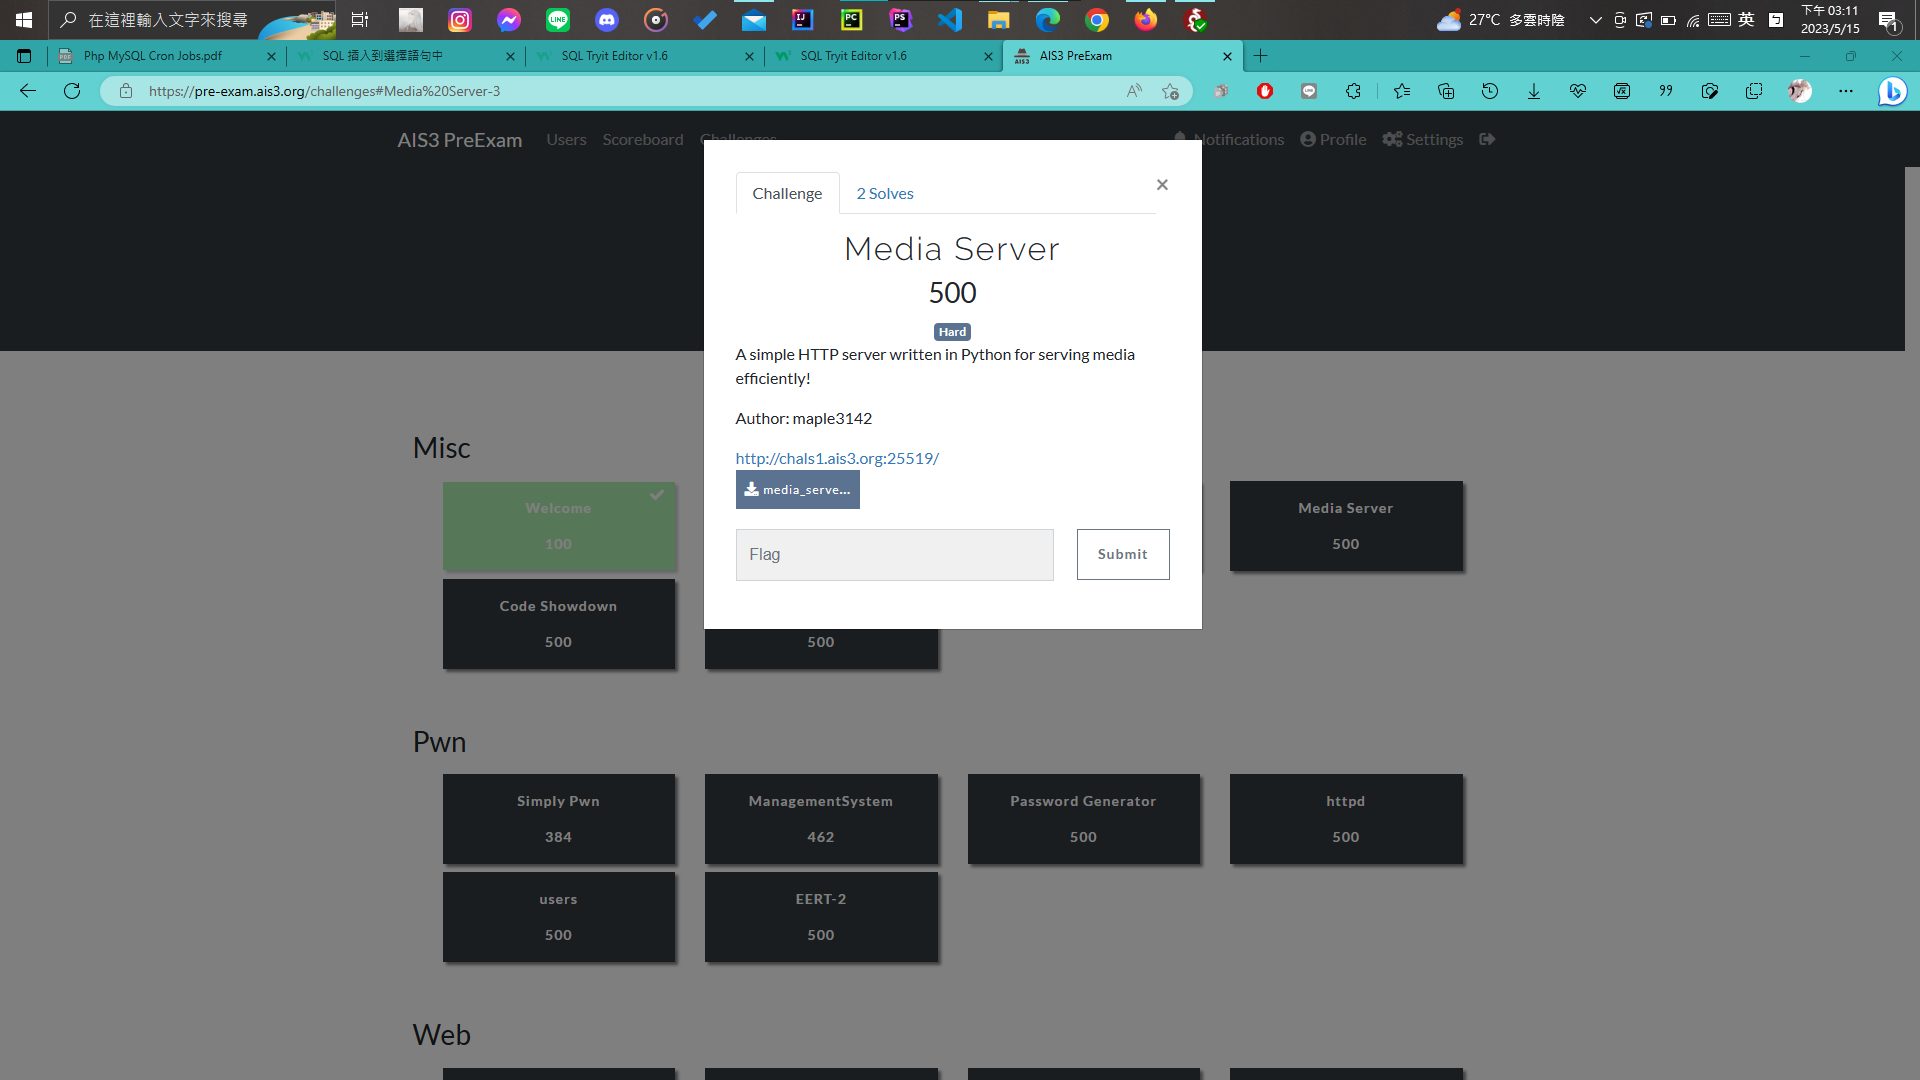 在這裡輸入文字來搜尋
27°C 多雲時陰
英
下午 03:11
2023/5/15
1
Php MySQL Cron Jobs.pdf
SQL 插入到選擇語句中
SQL Tryit Editor v1.6
SQL Tryit Editor v1.6
AIS3 PreExam
https://pre-exam.ais3.org/challenges#Media%20Server-3
AIS3 PreExam
Users
Scoreboard
Challenges
Notifications
Profile
Settings
Challenge
2 Solves
×
Media Server
500
Hard
A simple HTTP server written in Python for serving media
efficiently!
Author: maple3142
http://chals1.ais3.org:25519/
media_serve...
Flag
Submit
Misc
Welcome
100
Media Server
500
Code Showdown
500
500
Pwn
Simply Pwn
384
ManagementSystem
462
Password Generator
500
httpd
500
users
500
EERT-2
500
Web